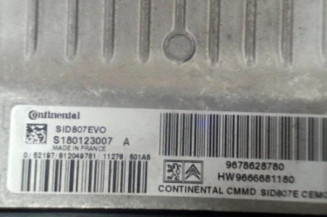 Continental
SID807EVO
S180123007 A
MADE IN FRANCE
9678628780
HW9666681180
CONTINENTAL CMMD SID807E CEM